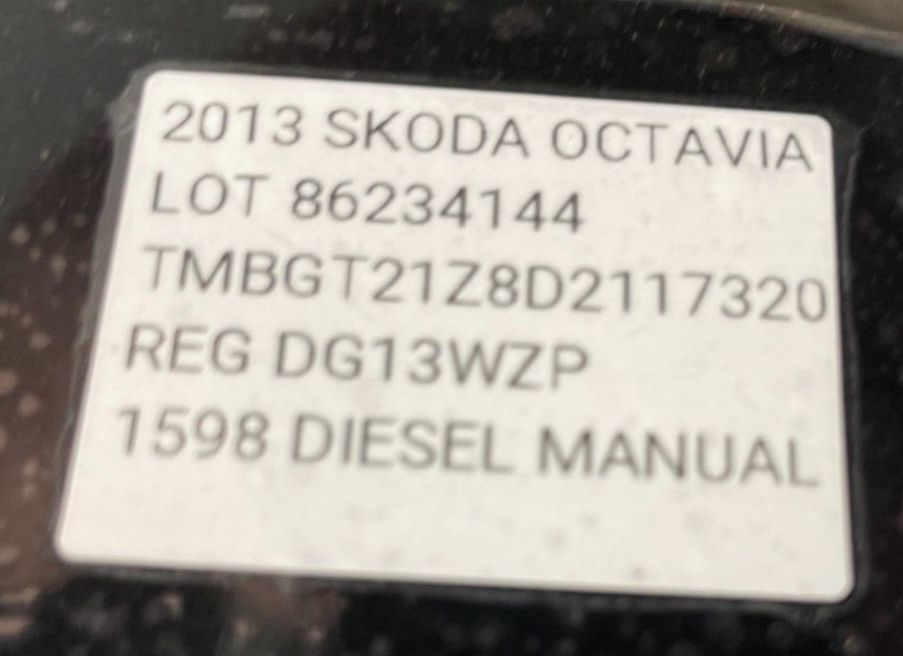 2013 SKODA OCTAVIA
LOT 86234144
TMBGT21Z8D2117320
REG DG13WZP
1598 DIESEL MANUAL